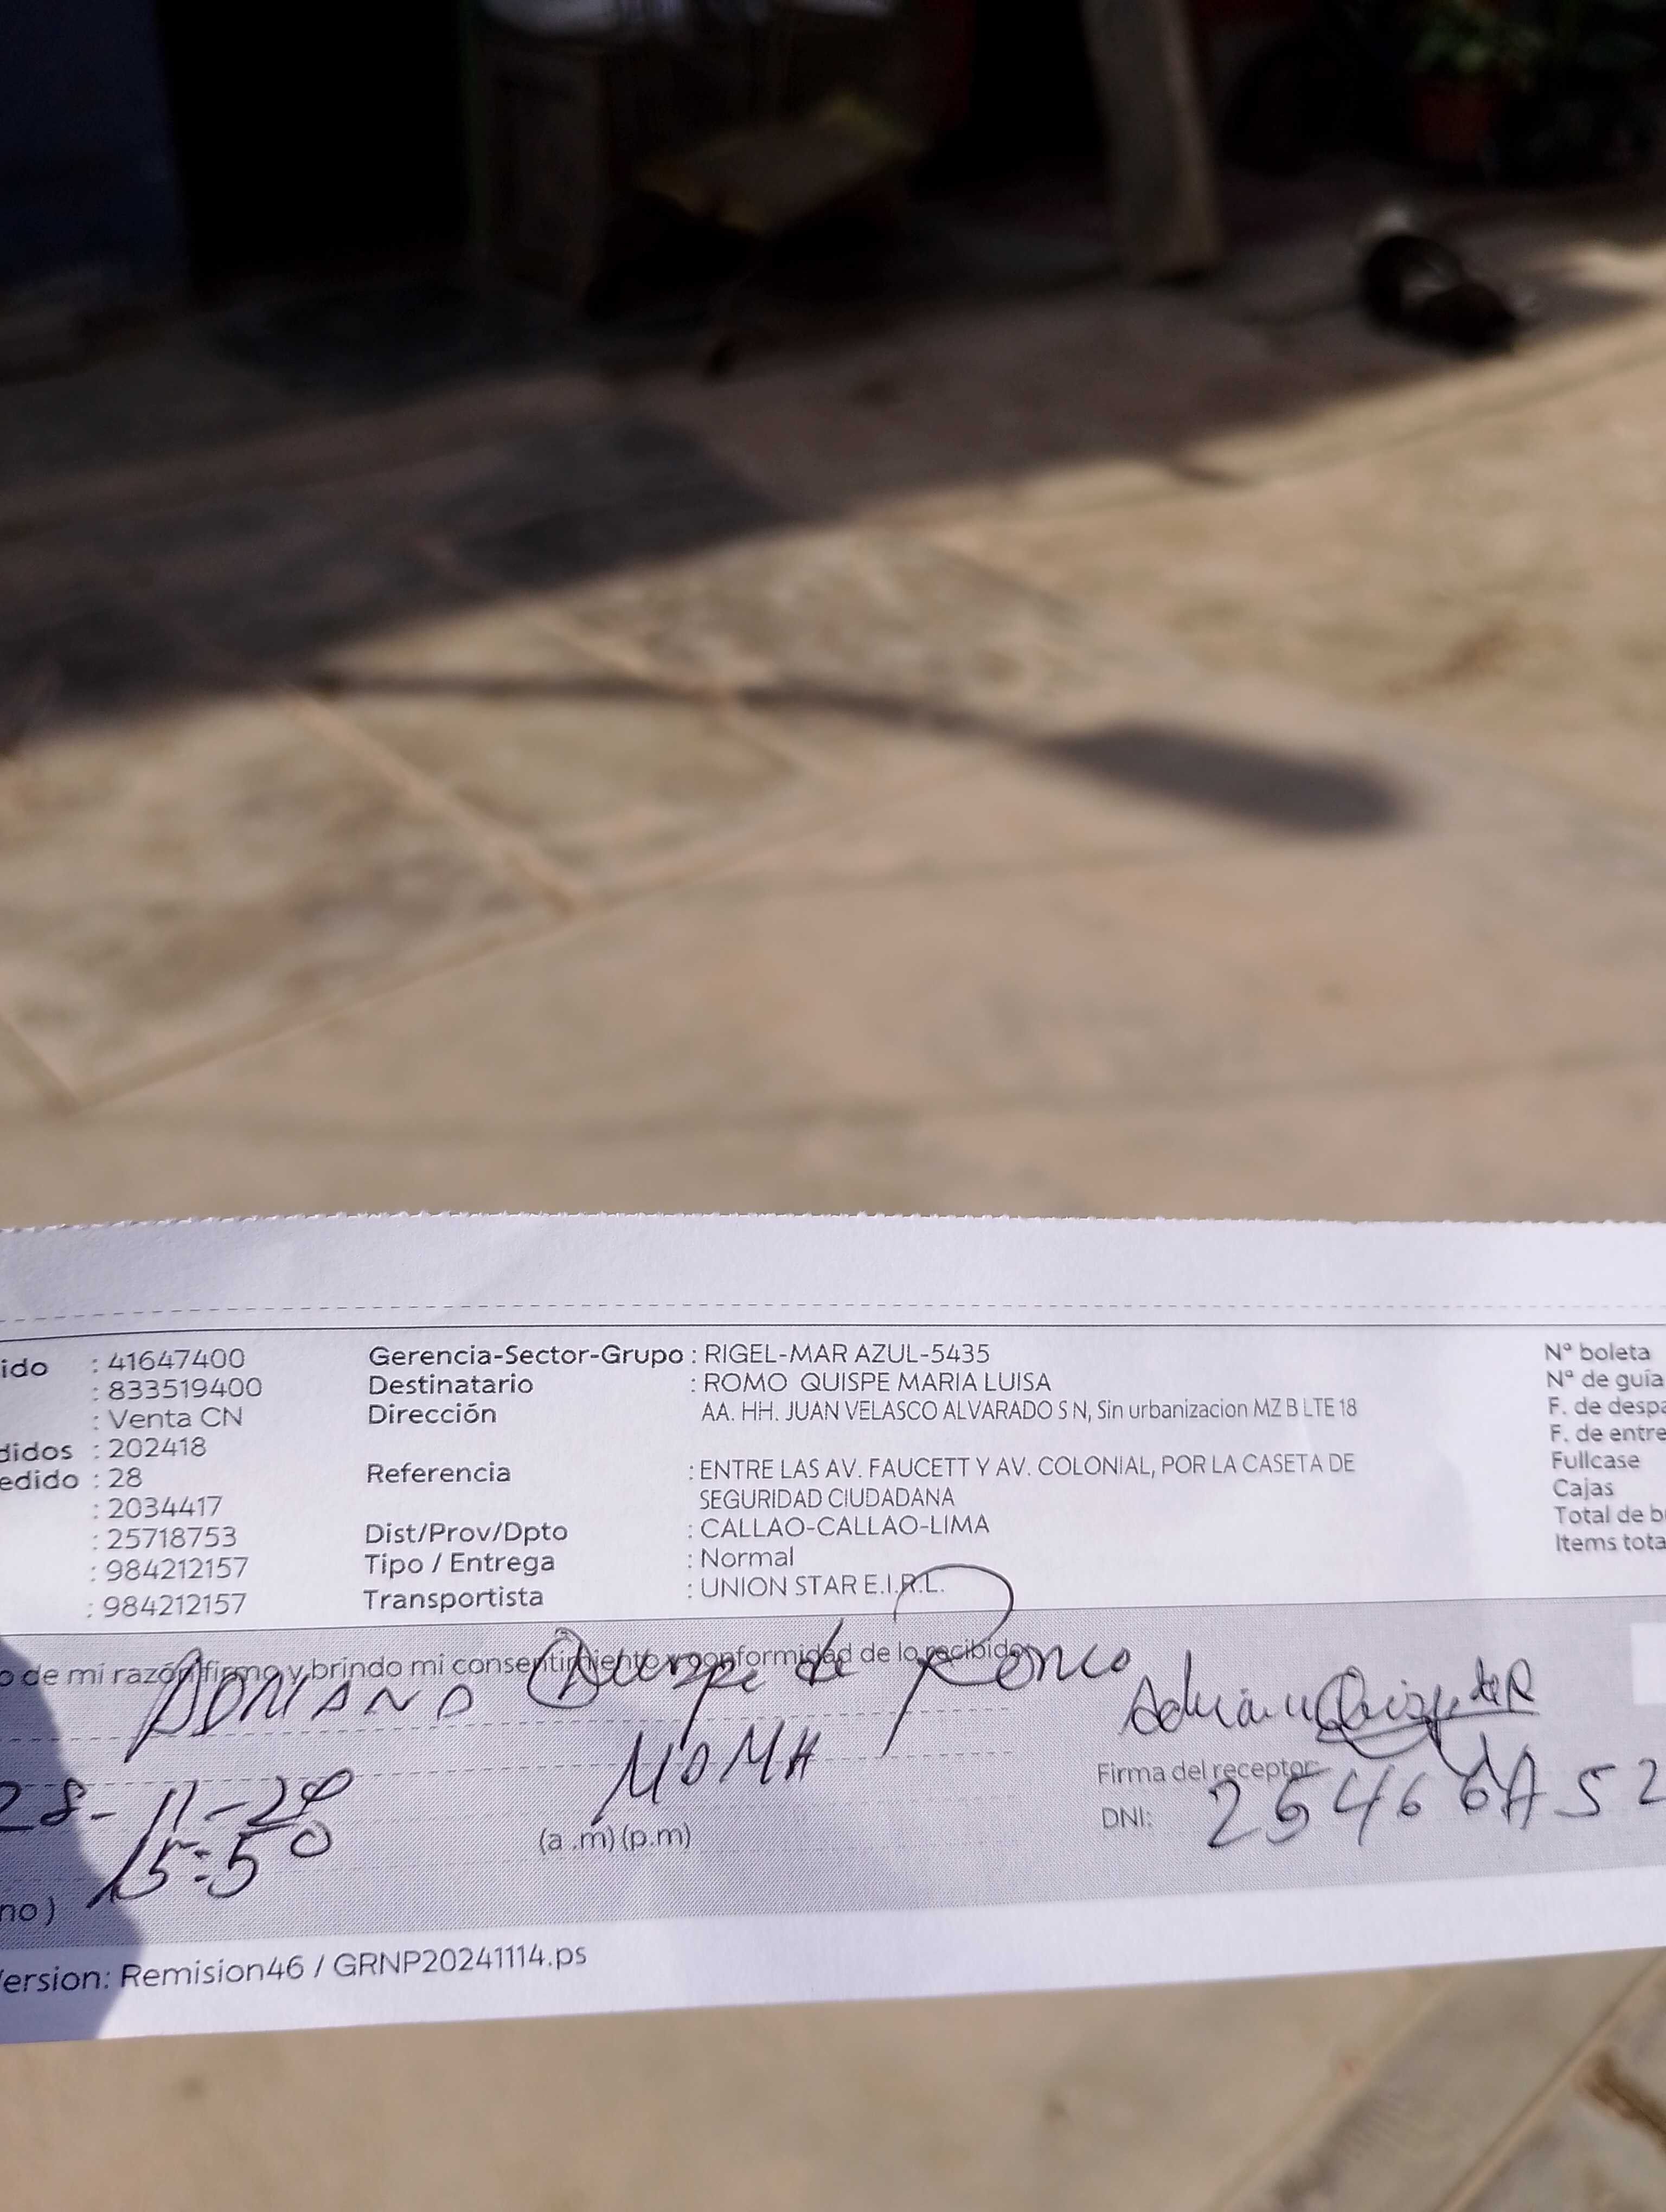 ido : 41647400 Gerencia-Sector-Grupo : RIGEL-MAR AZUL-5435 Nº boleta
: 833519400 Destinatario : ROMO QUISPE MARIA LUISA Nº de guía
: Venta CN Dirección AA. HH. JUAN VELASCO ALVARADO S N, Sin urbanizacion MZ B LTE 18 F. de despa
didos : 202418 F. de entre
edido : 28 Referencia : ENTRE LAS AV. FAUCETT Y AV. COLONIAL, POR LA CASETA DE Fullcase
: 2034417 SEGURIDAD CIUDADANA Cajas
: 25718753 Dist/Prov/Dpto : CALLAO-CALLAO-LIMA Total de b
: 984212157 Tipo / Entrega : Normal Items tota
: 984212157 Transportista : UNION STAR E.I.R.L.
o de mi razón firmo y brindo mi consentimiento y conformidad de lo recibido
Quispe de
MAMA
Firma del receptor
28-11-
DNI:
15:50 (a.m)(p.m)
no)
ersion: Remision46 / GRNP20241114.ps